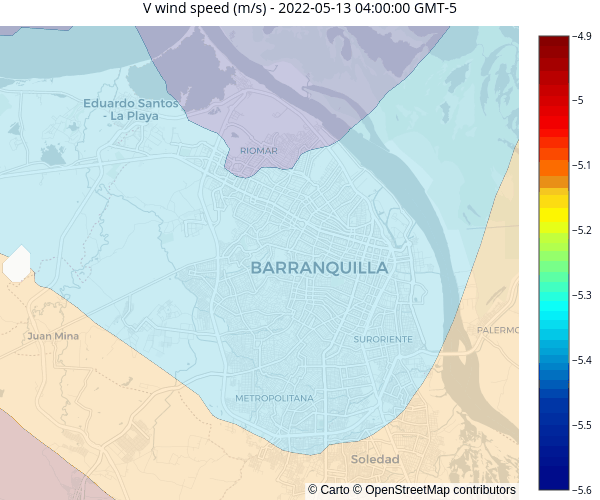 V wind speed (m/s) - 2022-05-13 04:00:00 GMT-5
−4.9
Eduardo Santos
- La Playa
−5
RIOMAR
−5.1
−5.2
BARRANQUILLA
−5.3
Juan Mina
SURORIENTE
PALERMO
−5.4
METROPOLITANA
−5.5
Soledad
−5.6
© Carto © OpenStreetMap contributors